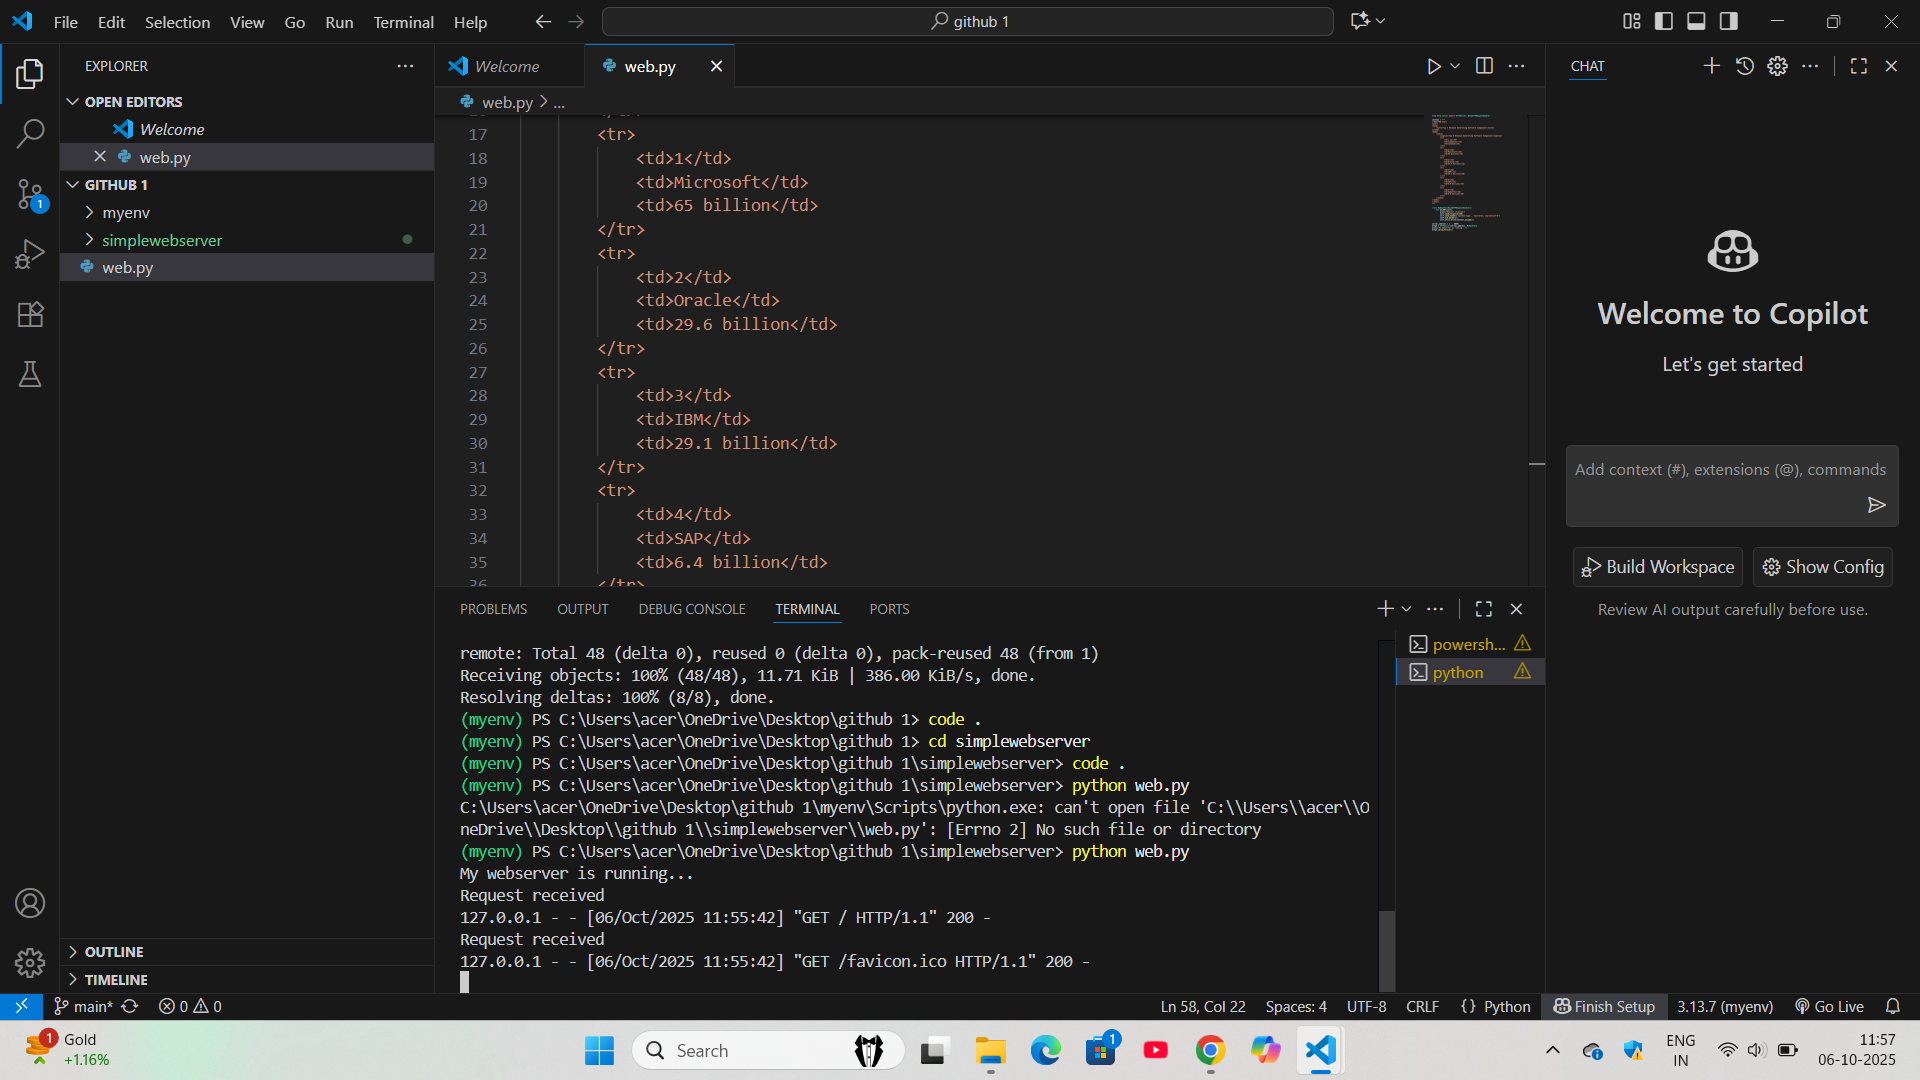 File Edit Selection View Go Run Terminal Help
github 1
EXPLORER
OPEN EDITORS
Welcome
web.py
GITHUB 1
myenv
simplewebserver
web.py
1
OUTLINE
TIMELINE
Welcome
web.py
web.py > ...
17 <tr>
18 <td>1</td>
19 <td>Microsoft</td>
20 <td>65 billion</td>
21 </tr>
22 <tr>
23 <td>2</td>
24 <td>Oracle</td>
25 <td>29.6 billion</td>
26 </tr>
27 <tr>
28 <td>3</td>
29 <td>IBM</td>
30 <td>29.1 billion</td>
31 </tr>
32 <tr>
33 <td>4</td>
34 <td>SAP</td>
35 <td>6.4 billion</td>
36 </tr>
PROBLEMS OUTPUT DEBUG CONSOLE TERMINAL PORTS
remote: Total 48 (delta 0), reused 0 (delta 0), pack-reused 48 (from 1)
Receiving objects: 100% (48/48), 11.71 KiB | 386.00 KiB/s, done.
Resolving deltas: 100% (8/8), done.
(myenv) PS C:\Users\acer\OneDrive\Desktop\github 1> code .
(myenv) PS C:\Users\acer\OneDrive\Desktop\github 1> cd simplewebserver
(myenv) PS C:\Users\acer\OneDrive\Desktop\github 1\simplewebserver> code .
(myenv) PS C:\Users\acer\OneDrive\Desktop\github 1\simplewebserver> python web.py
C:\Users\acer\OneDrive\Desktop\github 1\myenv\Scripts\python.exe: can't open file 'C:\\Users\\acer\\O
neDrive\\Desktop\\github 1\\simplewebserver\\web.py': [Errno 2] No such file or directory
(myenv) PS C:\Users\acer\OneDrive\Desktop\github 1\simplewebserver> python web.py
My webserver is running...
Request received
127.0.0.1 - - [06/Oct/2025 11:55:42] "GET / HTTP/1.1" 200 -
Request received
127.0.0.1 - - [06/Oct/2025 11:55:42] "GET /favicon.ico HTTP/1.1" 200 -
powersh...
python
CHAT
Welcome to Copilot
Let's get started
Add context (#), extensions (@), commands
Build Workspace
Show Config
Review AI output carefully before use.
main* 0 0 Ln 58, Col 22 Spaces: 4 UTF-8 CRLF {} Python Finish Setup 3.13.7 (myenv) Go Live
1
Gold
+1.16%
Search
1
ENG
IN
11:57
06-10-2025